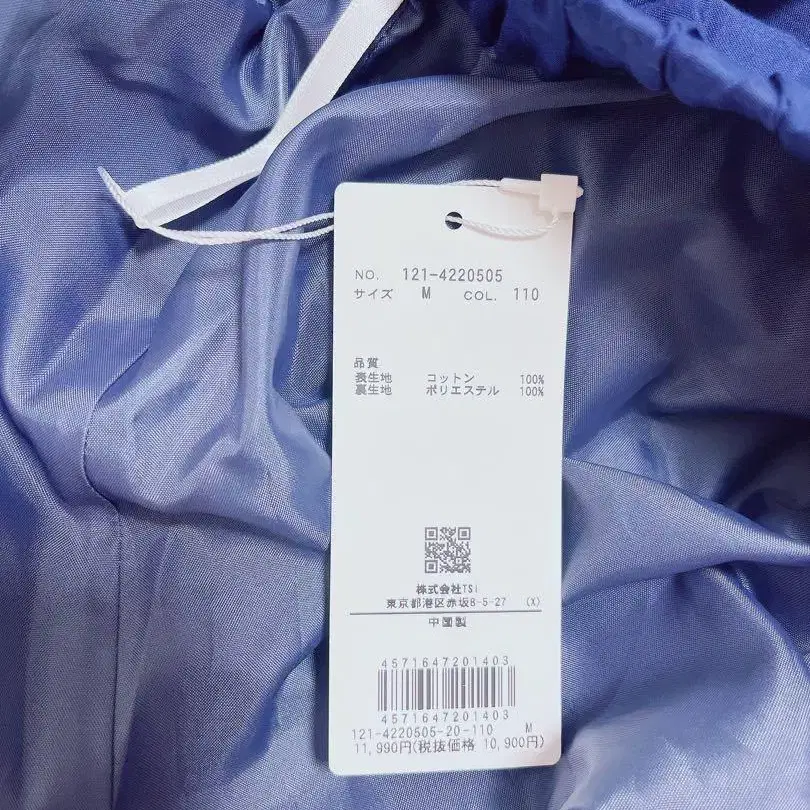 NO. 121-4220505
サイズ M COL. 110
品質
表生地 コットン 100%
裏生地 ポリエステル 100%
株式会社TSI
東京都港区赤坂8-5-27 (X)
中国製
4571647201403
4571647201403
121-4220505-20-110 M
11,990円(税抜価格 10,900円)